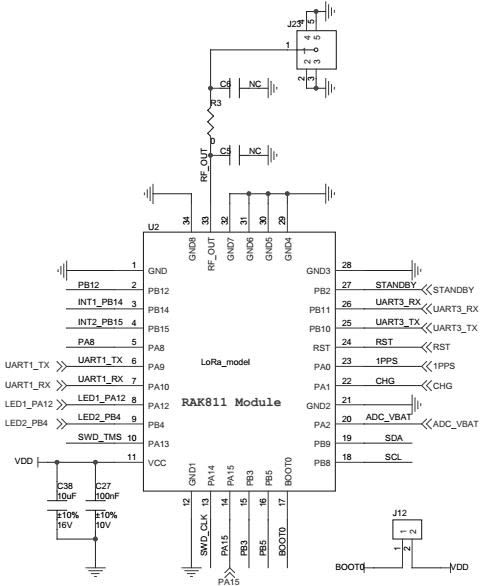 J23
4 5
4 5
1
1
2 3
2 3
C6 NC
R3
0
C5 NC
RF_OUT
34 33 32 31 30 29
U2
GND8 RF_OUT GND7 GND6 GND5 GND4
1 GND GND3 28
PB12 2 PB12 PB2 27 STANDBY STANDBY
INT1_PB14 3 PB14 PB11 26 UART3_RX UART3_RX
INT2_PB15 4 PB15 PB10 25 UART3_TX UART3_TX
PA8 5 PA8 RST 24 RST RST
LoRa_model
UART1_TX UART1_TX 6 PA9 PA0 23 1PPS 1PPS
UART1_RX UART1_RX 7 PA10 PA1 22 CHG CHG
RAK811 Module
LED1_PA12 LED1_PA12 8 PA12 GND2 21
LED2_PB4 LED2_PB4 9 PB4 PA2 20 ADC_VBAT ADC_VBAT
SWD_TMS 10 PA13 PB9 19 SDA
VDD 11 VCC PB8 18 SCL
GND1 PA14 PA15 PB3 PB5 BOOT0
12 13 14 15 16 17
SWD_CLK PA15 PB3 PB5 BOOT0
PA15
C38
10uF
±10%
16V
C27
100nF
±10%
10V
J12
1 2
1 2
BOOT0 VDD